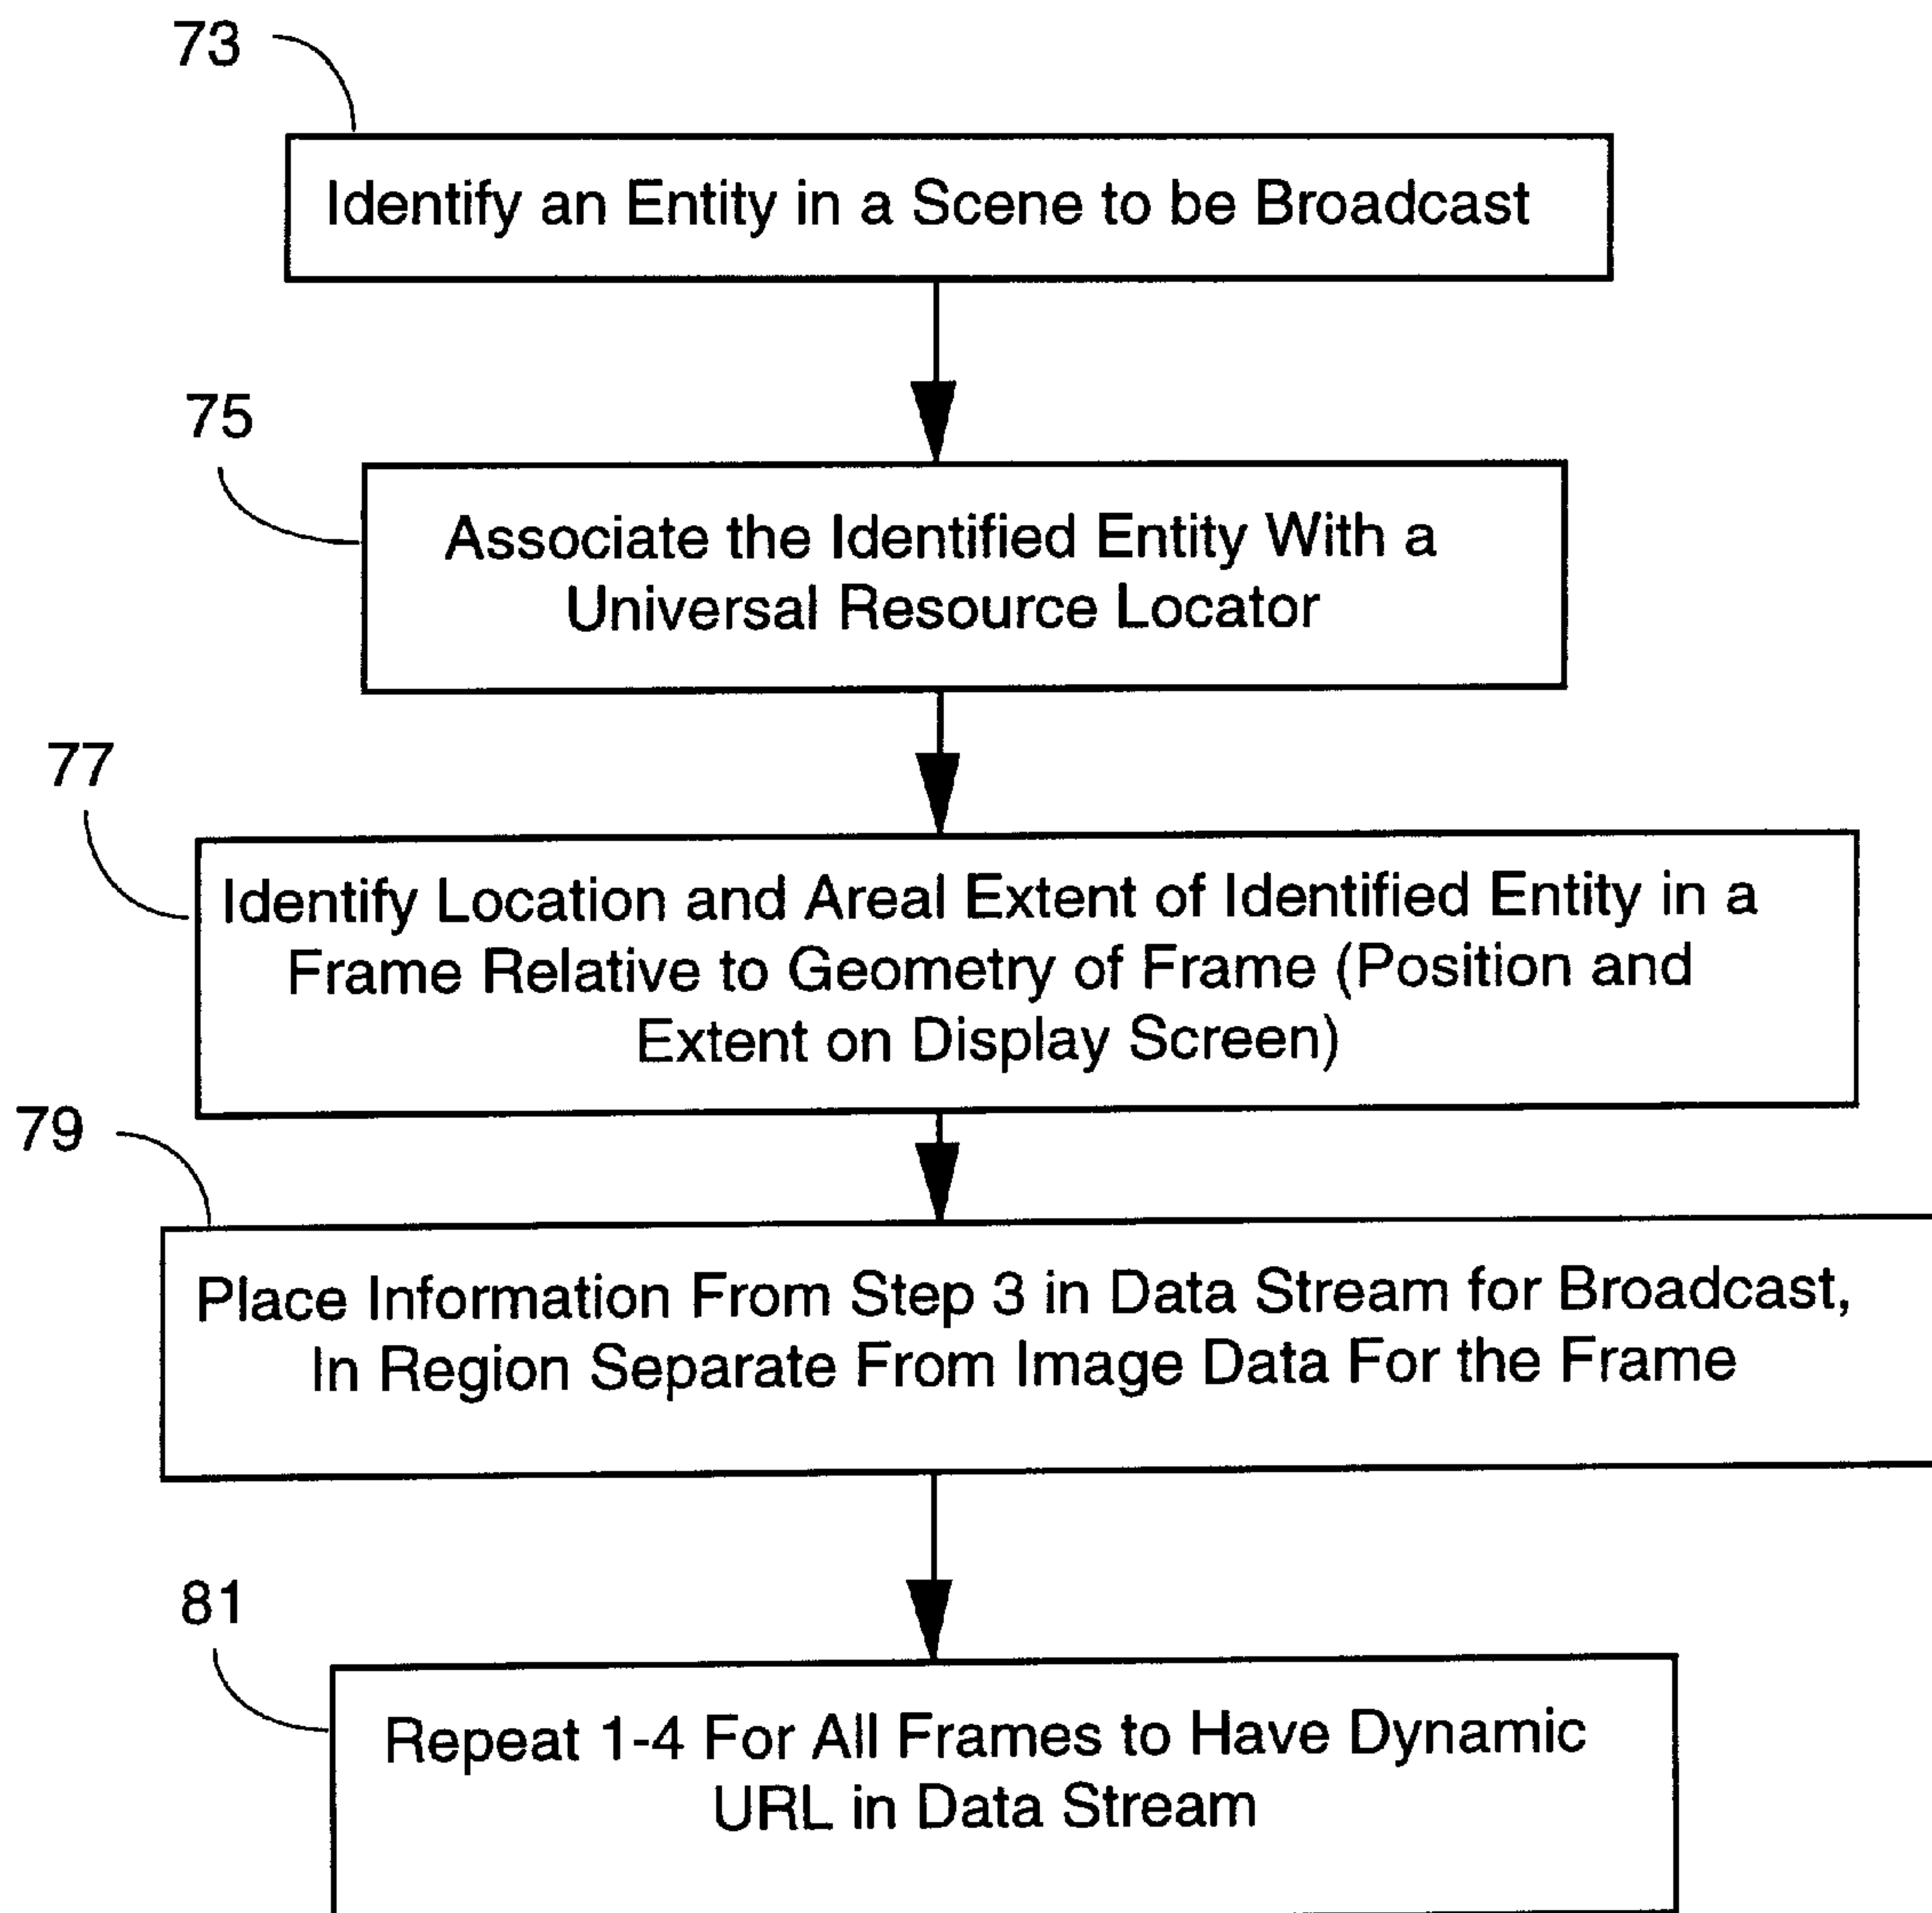 73
Identify an Entity in a Scene to be Broadcast
75
Associate the Identified Entity With a
Universal Resource Locator
77
Identify Location and Areal Extent of Identified Entity in a
Frame Relative to Geometry of Frame (Position and
Extent on Display Screen)
79
Place Information From Step 3 in Data Stream for Broadcast,
In Region Separate From Image Data For the Frame
81
Repeat 1-4 For All Frames to Have Dynamic
URL in Data Stream